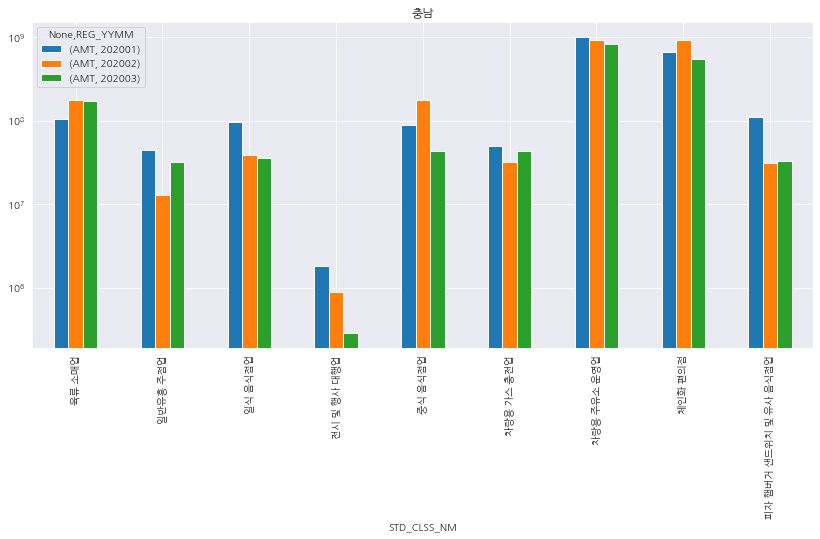 충남
None,REG_YYMM
(AMT, 202001)
(AMT, 202002)
(AMT, 202003)
10⁹
10⁸
10⁷
10⁶
육류 소매업
일반유흥 주점업
일식 음식점업
전시 및 행사 대행업
중식 음식점업
차량용 가스 충전업
차량용 주유소 운영업
체인화 편의점
피자 햄버거 샌드위치 및 유사 음식점업
STD_CLSS_NM